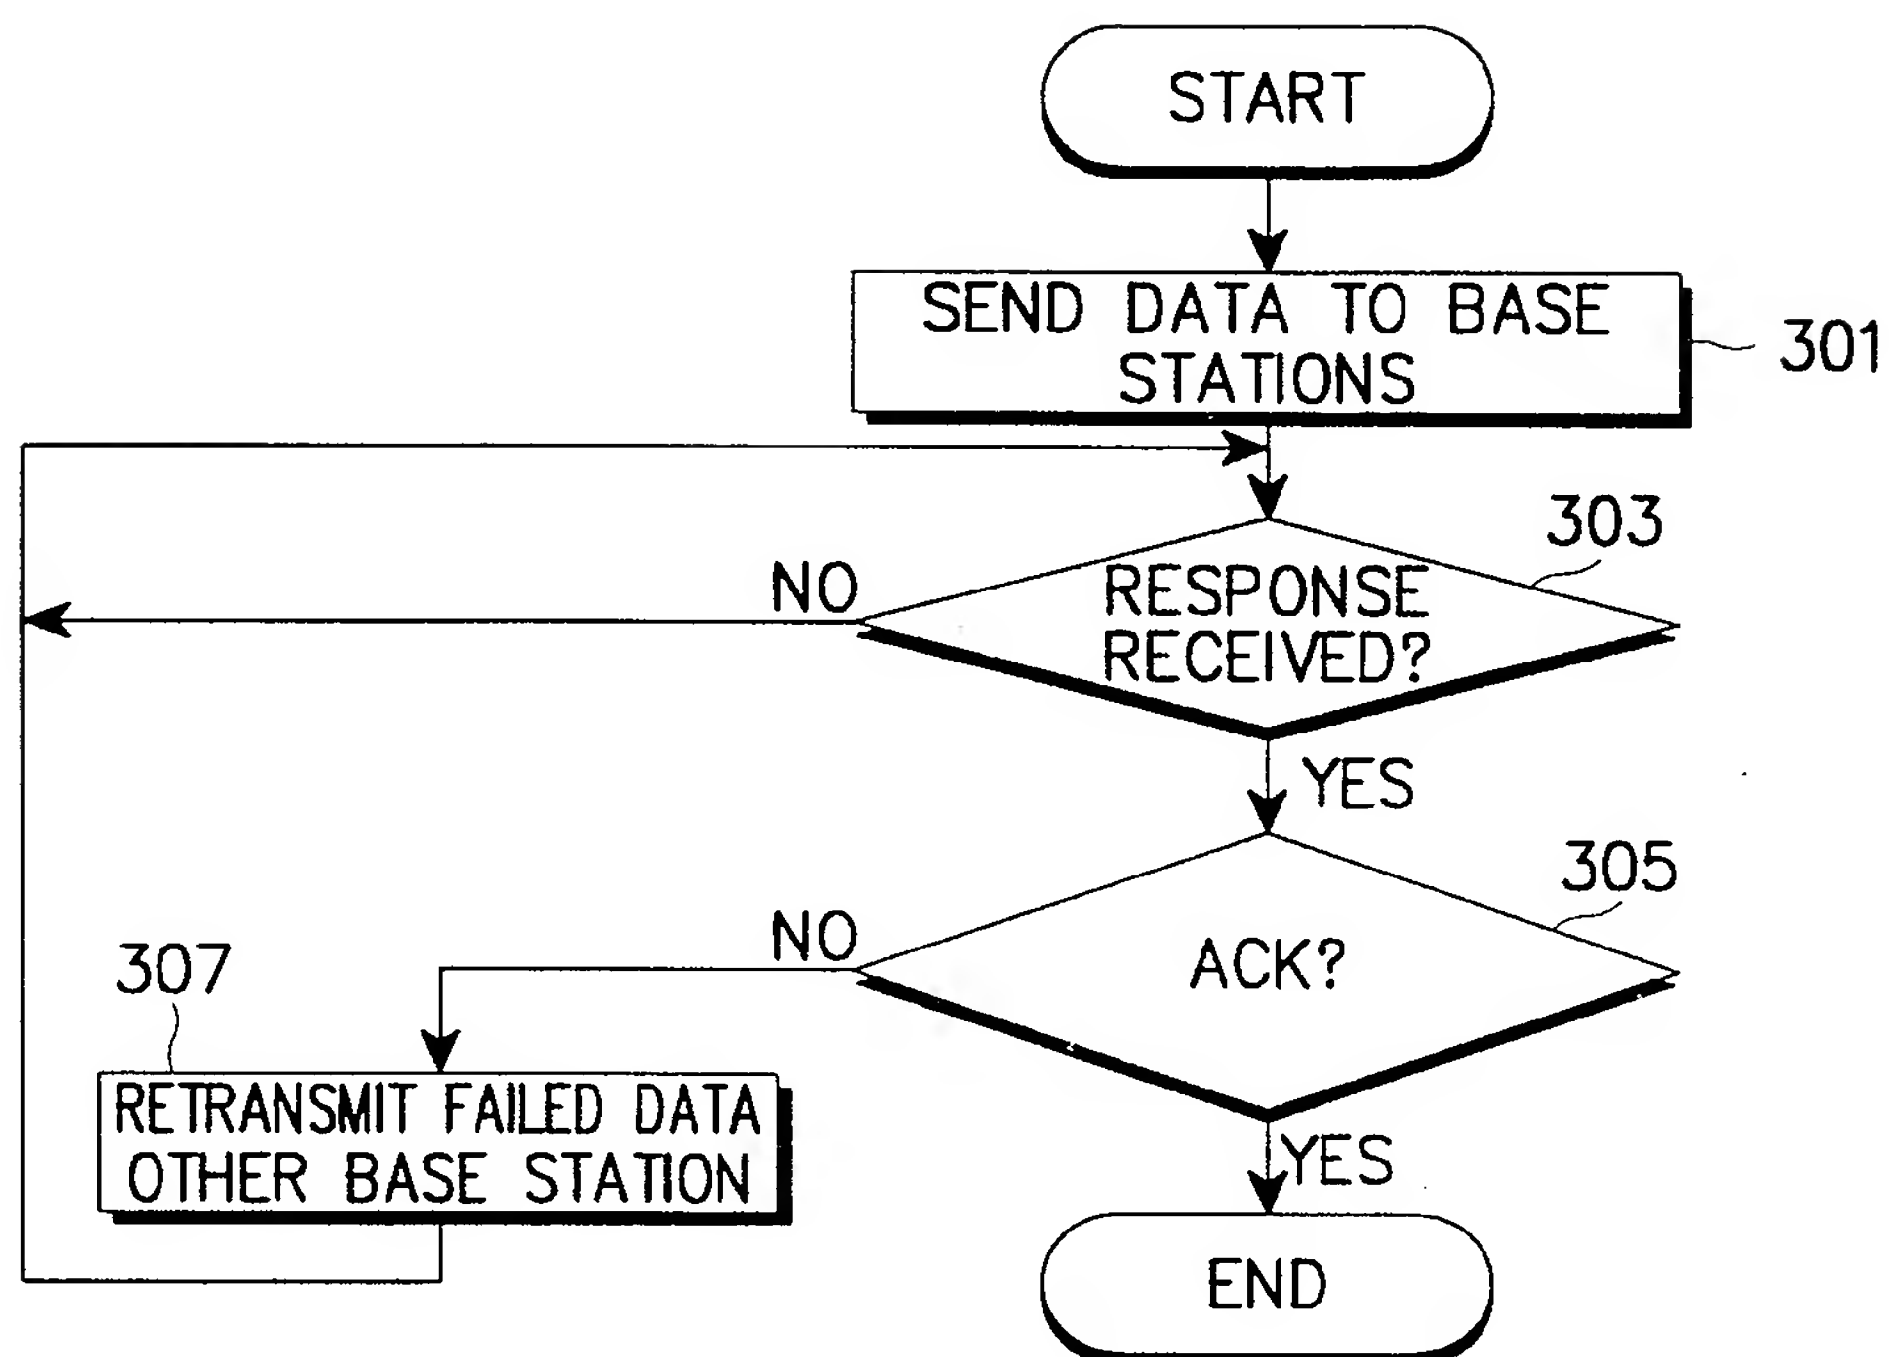 START
SEND DATA TO BASE
STATIONS
301
303
NO
RESPONSE
RECEIVED?
YES
305
NO
ACK?
307
RETRANSMIT FAILED DATA
OTHER BASE STATION
YES
END